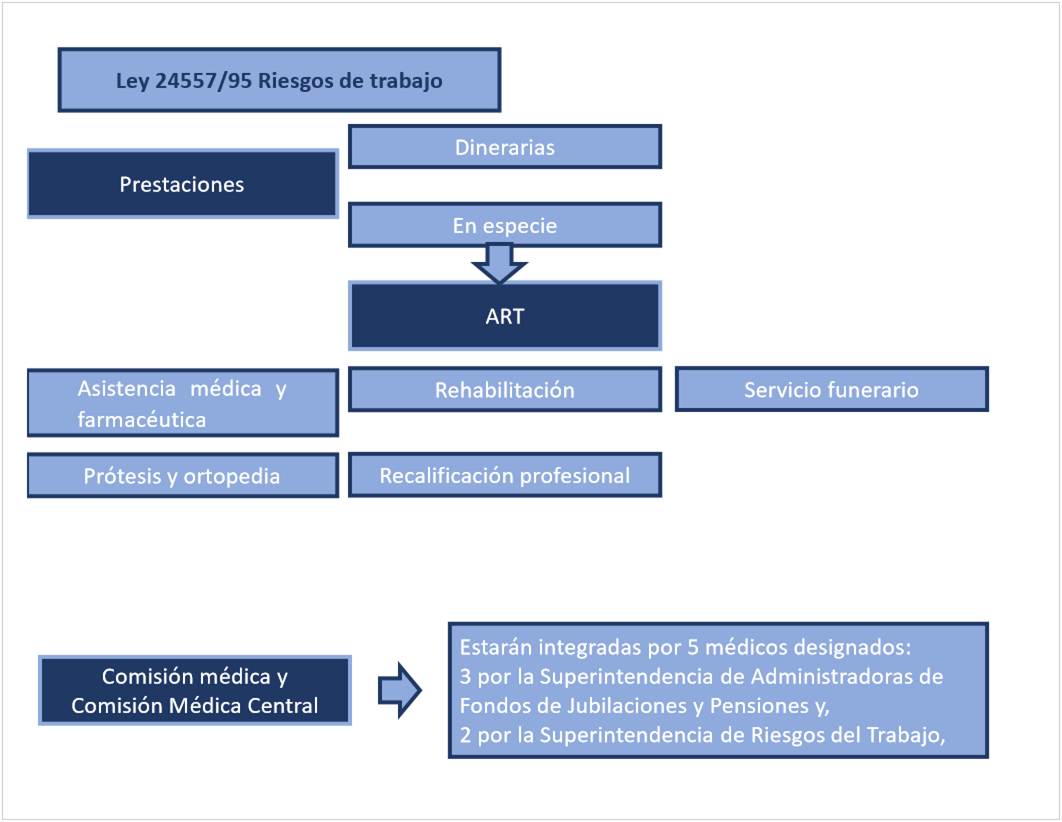 Ley 24557/95 Riesgos de trabajo
Dinerarias
Prestaciones
En especie
ART
Asistencia médica y
farmacéutica
Rehabilitación
Servicio funerario
Prótesis y ortopedia
Recalificación profesional
Comisión médica y
Comisión Médica Central
Estarán integradas por 5 médicos designados:
3 por la Superintendencia de Administradoras de
Fondos de Jubilaciones y Pensiones y,
2 por la Superintendencia de Riesgos del Trabajo,